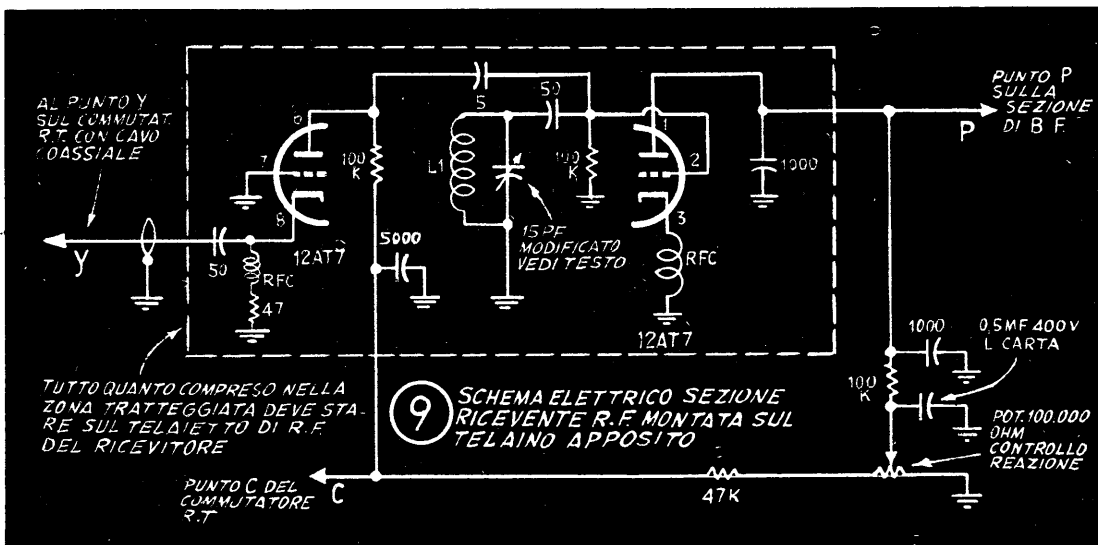 AL PUNTO Y
SUL COMMUTAT.
R.T. CON CAVO
COASSIALE
Y
50
RFC
47
6
7
8
12AT7
100
K
5000
5
50
L1
15 PF
MODIFICATO
VEDI TESTO
100
K
1
2
3
RFC
12AT7
1000
PUNTO P
SULLA
SEZIONE
DI B F.
P
1000
0,5 MF 400V
L CARTA
100
K
POT. 100.000
OHM
CONTROLLO
REAZIONE
TUTTO QUANTO COMPRESO NELLA
ZONA TRATTEGGIATA DEVE STA-
RE SUL TELAIETTO DI R.F.
DEL RICEVITORE
9
SCHEMA ELETTRICO SEZIONE
RICEVENTE R.F. MONTATA SUL
TELAINO APPOSITO
PUNTO C DEL
COMMUTATORE
R.T
C
47K